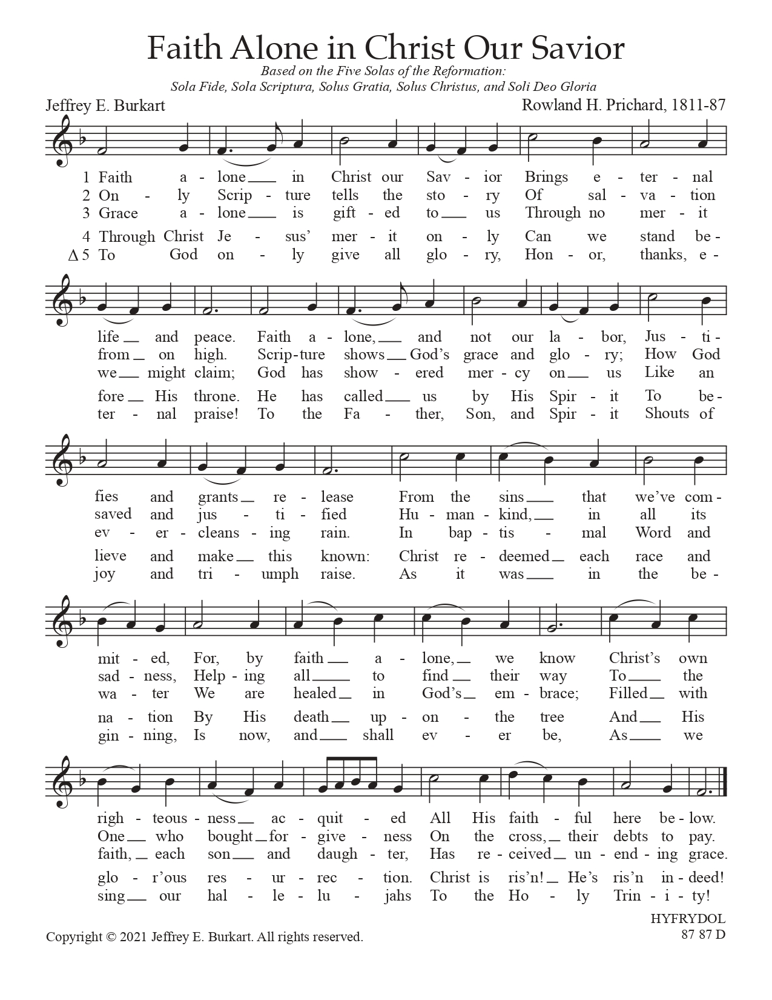 Faith Alone in Christ Our Savior
Based on the Five Solas of the Reformation:
Sola Fide, Sola Scriptura, Solus Gratia, Solus Christus, and Soli Deo Gloria
Jeffrey E. Burkart
Rowland H. Prichard, 1811-87
1 Faith a - lone in Christ our Sav - ior Brings e - ter - nal
2 On - ly Scrip - ture tells the sto - ry Of sal - va - tion
3 Grace a - lone is gift - ed to us Through no mer - it
4 Through Christ Je - sus’ mer - it on - ly Can we stand be -
Δ 5 To God on - ly give all glo - ry, Hon - or, thanks, e -
life and peace. Faith a - lone, and not our la - bor, Jus - ti -
from on high. Scrip - ture shows God’s grace and glo - ry; How God
we might claim; God has show - ered mer - cy on us Like an
fore His throne. He has called us by His Spir - it To be -
ter - nal praise! To the Fa - ther, Son, and Spir - it Shouts of
fies and grants re - lease From the sins that we’ve com -
saved and jus - ti - fied Hu - man - kind, in all its
ev - er - cleans - ing rain. In bap - tis - mal Word and
lieve and make this known: Christ re - deemed each race and
joy and tri - umph raise. As it was in the be -
mit - ed, For, by faith a - lone, we know Christ’s own
sad - ness, Help - ing all to find their way To the
wa - ter We are healed in God’s em - brace; Filled with
na - tion By His death up - on - the tree And His
gin - ning, Is now, and shall ev - er be, As we
righ - teous - ness ac - quit - ed All His faith - ful here be - low.
One who bought for - give - ness On the cross, their debts to pay.
faith, each son and daugh - ter, Has re - ceived un - end - ing grace.
glo - r’ous res - ur - rec - tion. Christ is ris’n! He’s ris’n in - deed!
sing our hal - le - lu - jahs To the Ho - ly Trin - i - ty!
HYFRYDOL
87 87 D
Copyright © 2021 Jeffrey E. Burkart. All rights reserved.